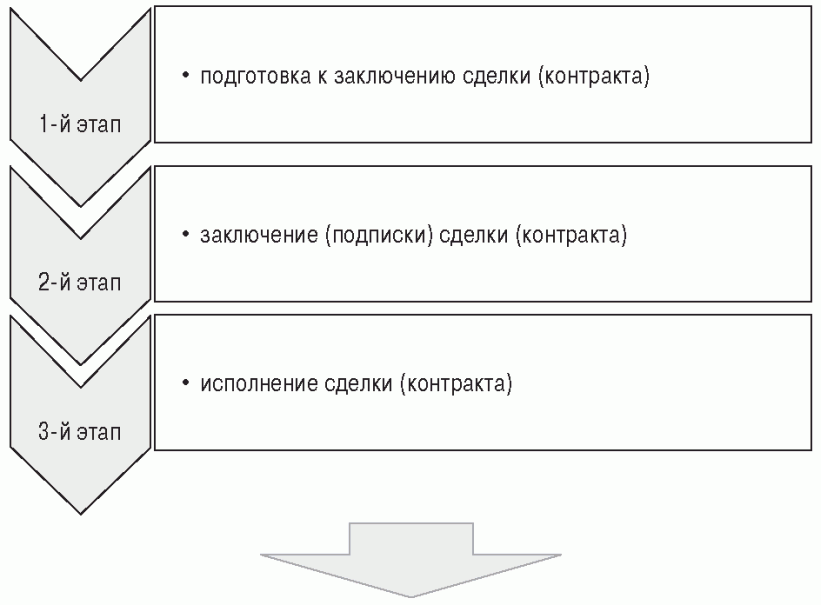 1-й этап
• подготовка к заключению сделки (контракта)
2-й этап
• заключение (подписки) сделки (контракта)
3-й этап
• исполнение сделки (контракта)